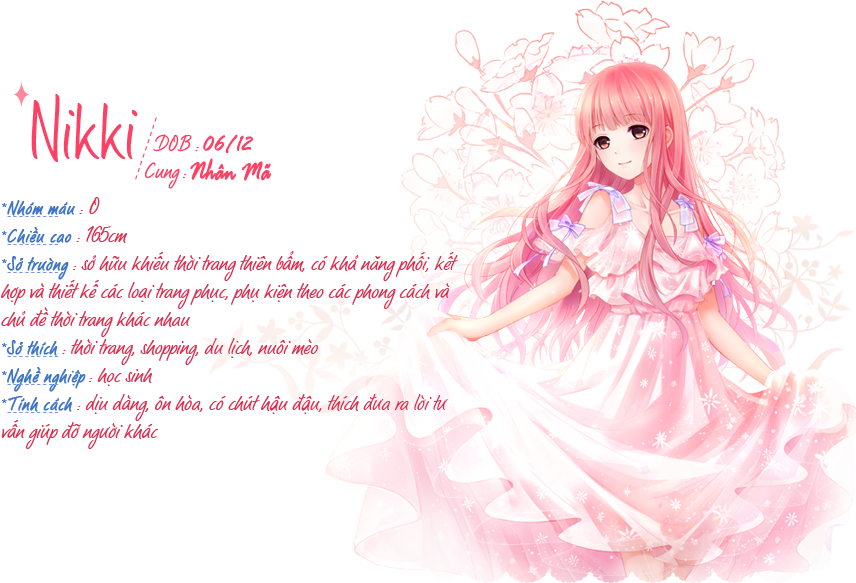 Nikki
DOB : 06/12
Cung : Nhân Mã
*Nhóm máu : O
*Chiều cao : 165cm
*Sở trường : sở hữu khiếu thời trang thiên bẩm, có khả năng phối, kết
hợp và thiết kế các loại trang phục, phụ kiện theo các phong cách và
chủ đề thời trang khác nhau
*Sở thích : thời trang, shopping, du lịch, nuôi mèo
*Nghề nghiệp : học sinh
*Tính cách : dịu dàng, ôn hòa, có chút hậu đậu, thích đưa ra lời tư
vấn giúp đỡ người khác